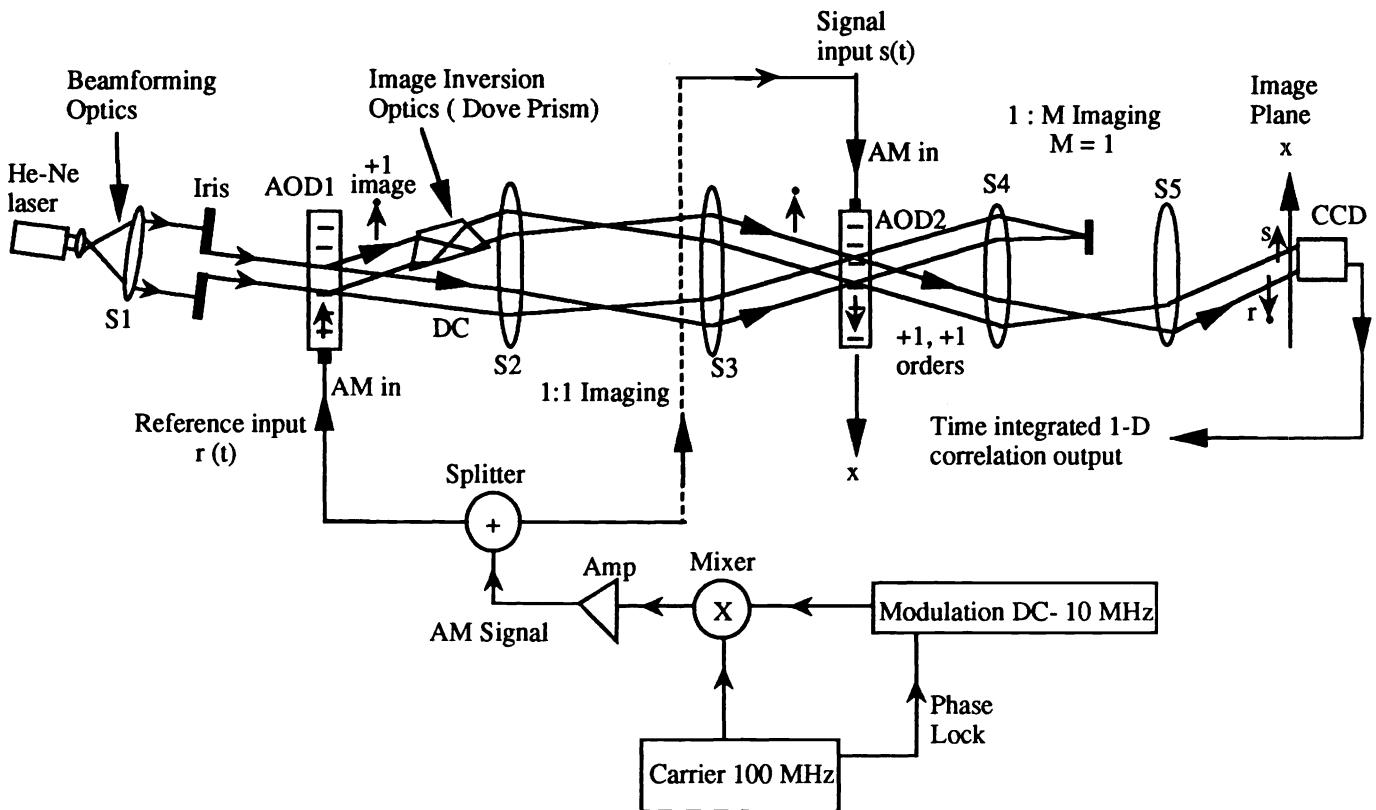 Signal
input s(t)
Beamforming
Optics
Image Inversion
Optics ( Dove Prism)
1 : M Imaging
M = 1
Image
Plane
x
He-Ne
laser
Iris
AOD1
+1
image
AM in
S4
S5
AOD2
CCD
s
S1
DC
r
S2
S3
+1, +1
orders
AM in
1:1 Imaging
Reference input
r (t)
Time integrated 1-D
correlation output
x
Splitter
+
Amp
Mixer
X
Modulation DC- 10 MHz
AM Signal
Phase
Lock
Carrier 100 MHz